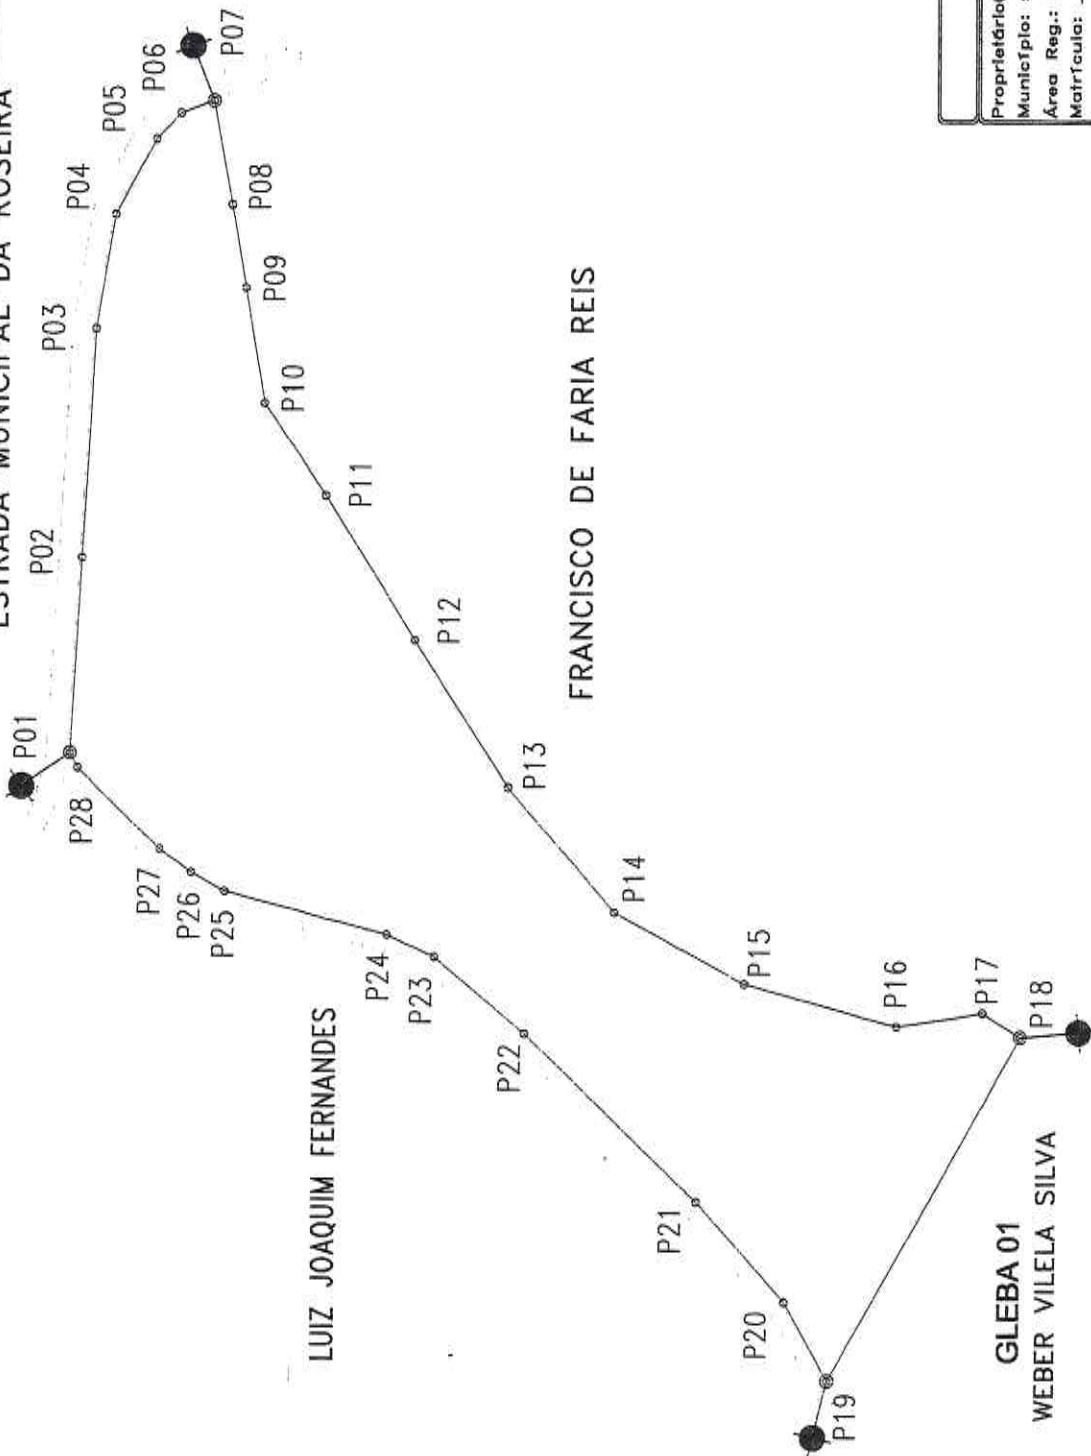 ESTRADA MUNICIPAL DA ROSEIRA
P01
P02
P03
P04
P05
P06
P07
P08
P09
P10
P11
P12
P13
P14
P15
P16
P17
P18
P19
P20
P21
P22
P23
P24
P25
P26
P27
P28
LUIZ JOAQUIM FERNANDES
FRANCISCO DE FARIA REIS
GLEBA 01
WEBER VILELA SILVA
Município:
Área Reg.:
Matrícula: